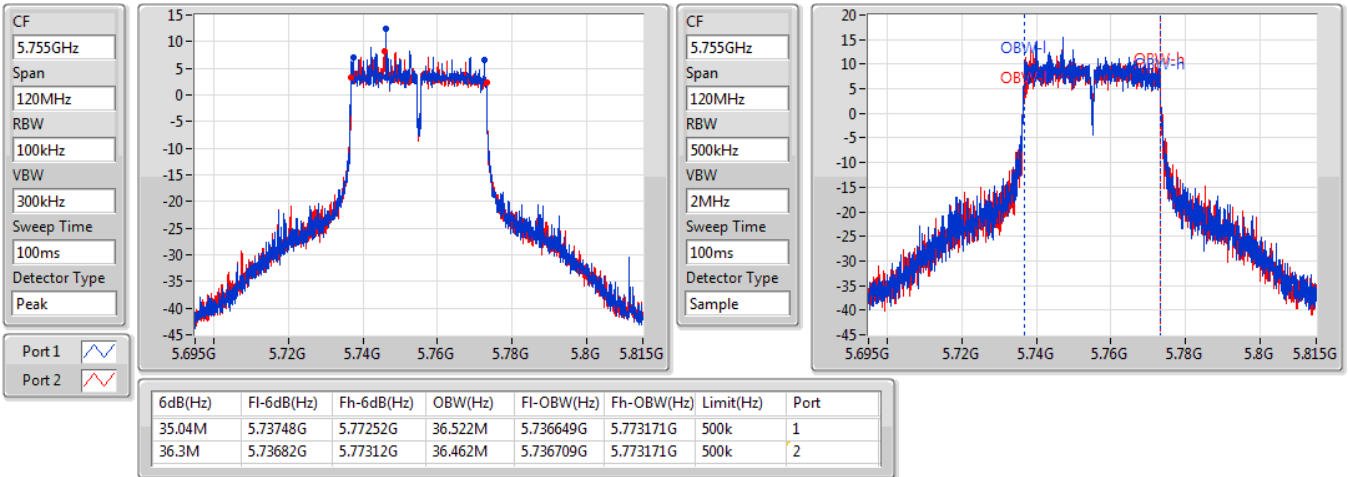 CF
5.755GHz
Span
120MHz
RBW
100kHz
VBW
300kHz
Sweep Time
100ms
Detector Type
Peak
Port 1
Port 2
15
10
5
0
-5
-10
-15
-20
-25
-30
-35
-40
-45
5.695G 5.72G 5.74G 5.76G 5.78G 5.8G 5.815G
CF
5.755GHz
Span
120MHz
RBW
500kHz
VBW
2MHz
Sweep Time
100ms
Detector Type
Sample
20
15
10
5
0
-5
-10
-15
-20
-25
-30
-35
-40
-45
OBW-l
OBW-l
OBW-h
OBW-h
5.695G 5.72G 5.74G 5.76G 5.78G 5.8G 5.815G
6dB(Hz) Fl-6dB(Hz) Fh-6dB(Hz) OBW(Hz) Fl-OBW(Hz) Fh-OBW(Hz) Limit(Hz) Port
35.04M 5.73748G 5.77252G 36.522M 5.736649G 5.773171G 500k 1
36.3M 5.73682G 5.77312G 36.462M 5.736709G 5.773171G 500k 2